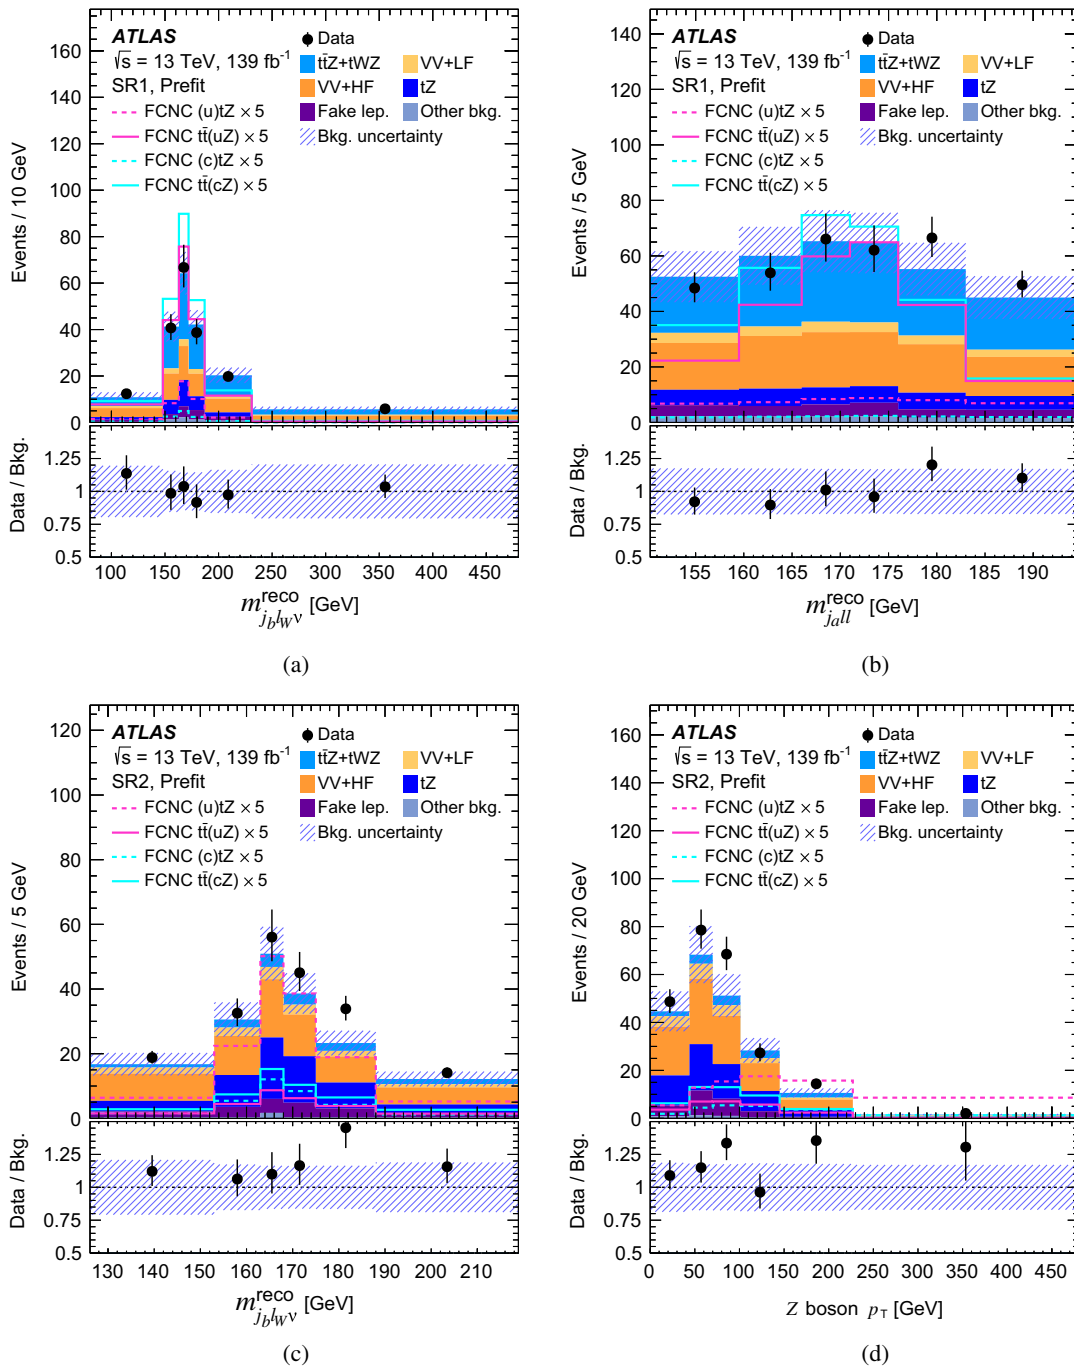 ATLAS
√s = 13 TeV, 139 fb⁻¹
SR1, Prefit
FCNC (u)tZ × 5
FCNC tt̄(uZ) × 5
FCNC (c)tZ × 5
FCNC tt̄(cZ) × 5
Data
tt̄Z+tWZ VV+LF
VV+HF tZ
Fake lep. Other bkg.
Bkg. uncertainty
Events / 10 GeV
160
140
120
100
80
60
40
20
0
Data / Bkg.
1.25
1
0.75
0.5
100 150 200 250 300 350 400 450
m^reco_{j_b l_W ν} [GeV]
(a)
ATLAS
√s = 13 TeV, 139 fb⁻¹
SR1, Prefit
FCNC (u)tZ × 5
FCNC tt̄(uZ) × 5
FCNC (c)tZ × 5
FCNC tt̄(cZ) × 5
Data
tt̄Z+tWZ VV+LF
VV+HF tZ
Fake lep. Other bkg.
Bkg. uncertainty
Events / 5 GeV
140
120
100
80
60
40
20
0
Data / Bkg.
1.25
1
0.75
0.5
155 160 165 170 175 180 185 190
m^reco_{j_a ll} [GeV]
(b)
ATLAS
√s = 13 TeV, 139 fb⁻¹
SR2, Prefit
FCNC (u)tZ × 5
FCNC tt̄(uZ) × 5
FCNC (c)tZ × 5
FCNC tt̄(cZ) × 5
Data
tt̄Z+tWZ VV+LF
VV+HF tZ
Fake lep. Other bkg.
Bkg. uncertainty
Events / 5 GeV
120
100
80
60
40
20
0
Data / Bkg.
1.25
1
0.75
0.5
130 140 150 160 170 180 190 200 210
m^reco_{j_b l_W ν} [GeV]
(c)
ATLAS
√s = 13 TeV, 139 fb⁻¹
SR2, Prefit
FCNC (u)tZ × 5
FCNC tt̄(uZ) × 5
FCNC (c)tZ × 5
FCNC tt̄(cZ) × 5
Data
tt̄Z+tWZ VV+LF
VV+HF tZ
Fake lep. Other bkg.
Bkg. uncertainty
Events / 20 GeV
160
140
120
100
80
60
40
20
0
Data / Bkg.
1.25
1
0.75
0.5
0 50 100 150 200 250 300 350 400 450
Z boson p_T [GeV]
(d)